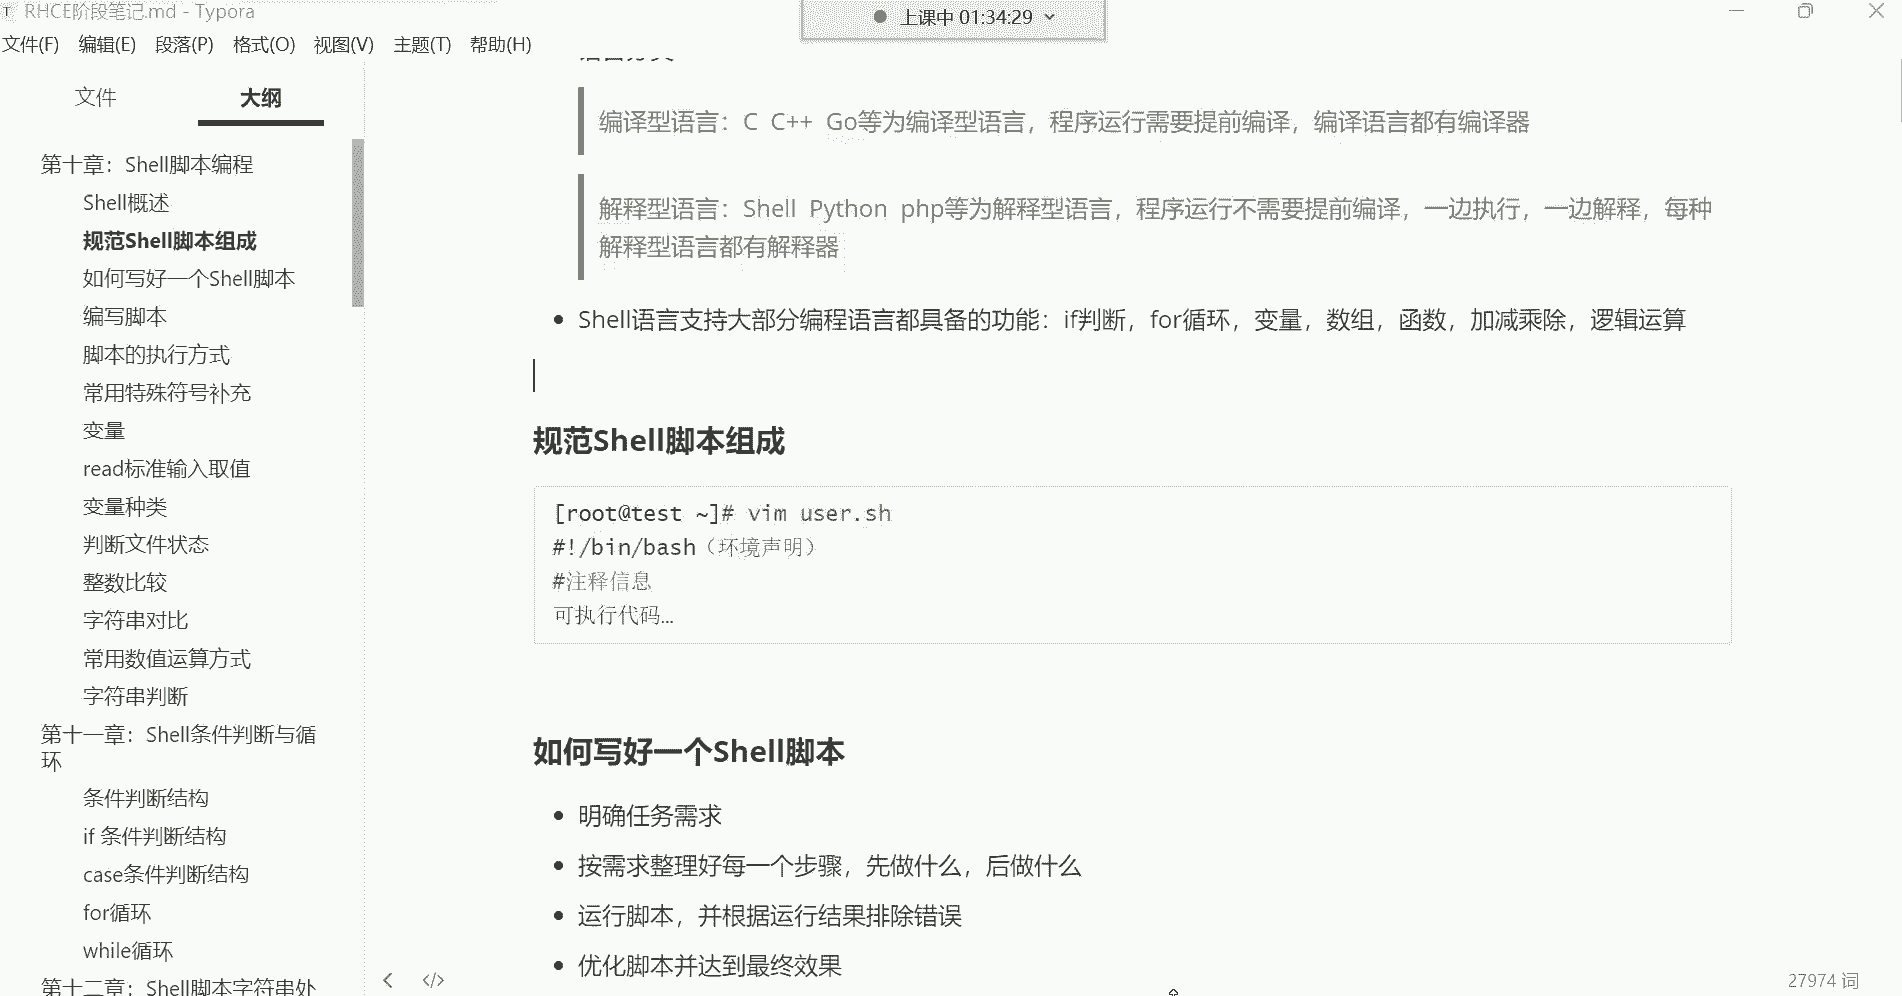 RHCE阶段笔记.md - Typora
上课中 01:34:29
文件(F) 编辑(E) 段落(P) 格式(O) 视图(V) 主题(T) 帮助(H)
文件 大纲
第十章：Shell脚本编程
Shell概述
规范Shell脚本组成
如何写好一个Shell脚本
编写脚本
脚本的执行方式
常用特殊符号补充
变量
read标准输入取值
变量种类
判断文件状态
整数比较
字符串对比
常用数值运算方式
字符串判断
第十一章：Shell条件判断与循
环
条件判断结构
if 条件判断结构
case条件判断结构
for循环
while循环
第十二章：Shell脚本字符串处
编译型语言：C C++ Go等为编译型语言，程序运行需要提前编译，编译语言都有编译器
解释型语言：Shell Python php等为解释型语言，程序运行不需要提前编译，一边执行，一边解释，每种
解释型语言都有解释器
Shell语言支持大部分编程语言都具备的功能：if判断，for循环，变量，数组，函数，加减乘除，逻辑运算
规范Shell脚本组成
[root@test ~]# vim user.sh
#!/bin/bash（环境声明）
#注释信息
可执行代码...
如何写好一个Shell脚本
明确任务需求
按需求整理好每一个步骤，先做什么，后做什么
运行脚本，并根据运行结果排除错误
优化脚本并达到最终效果
27974 词